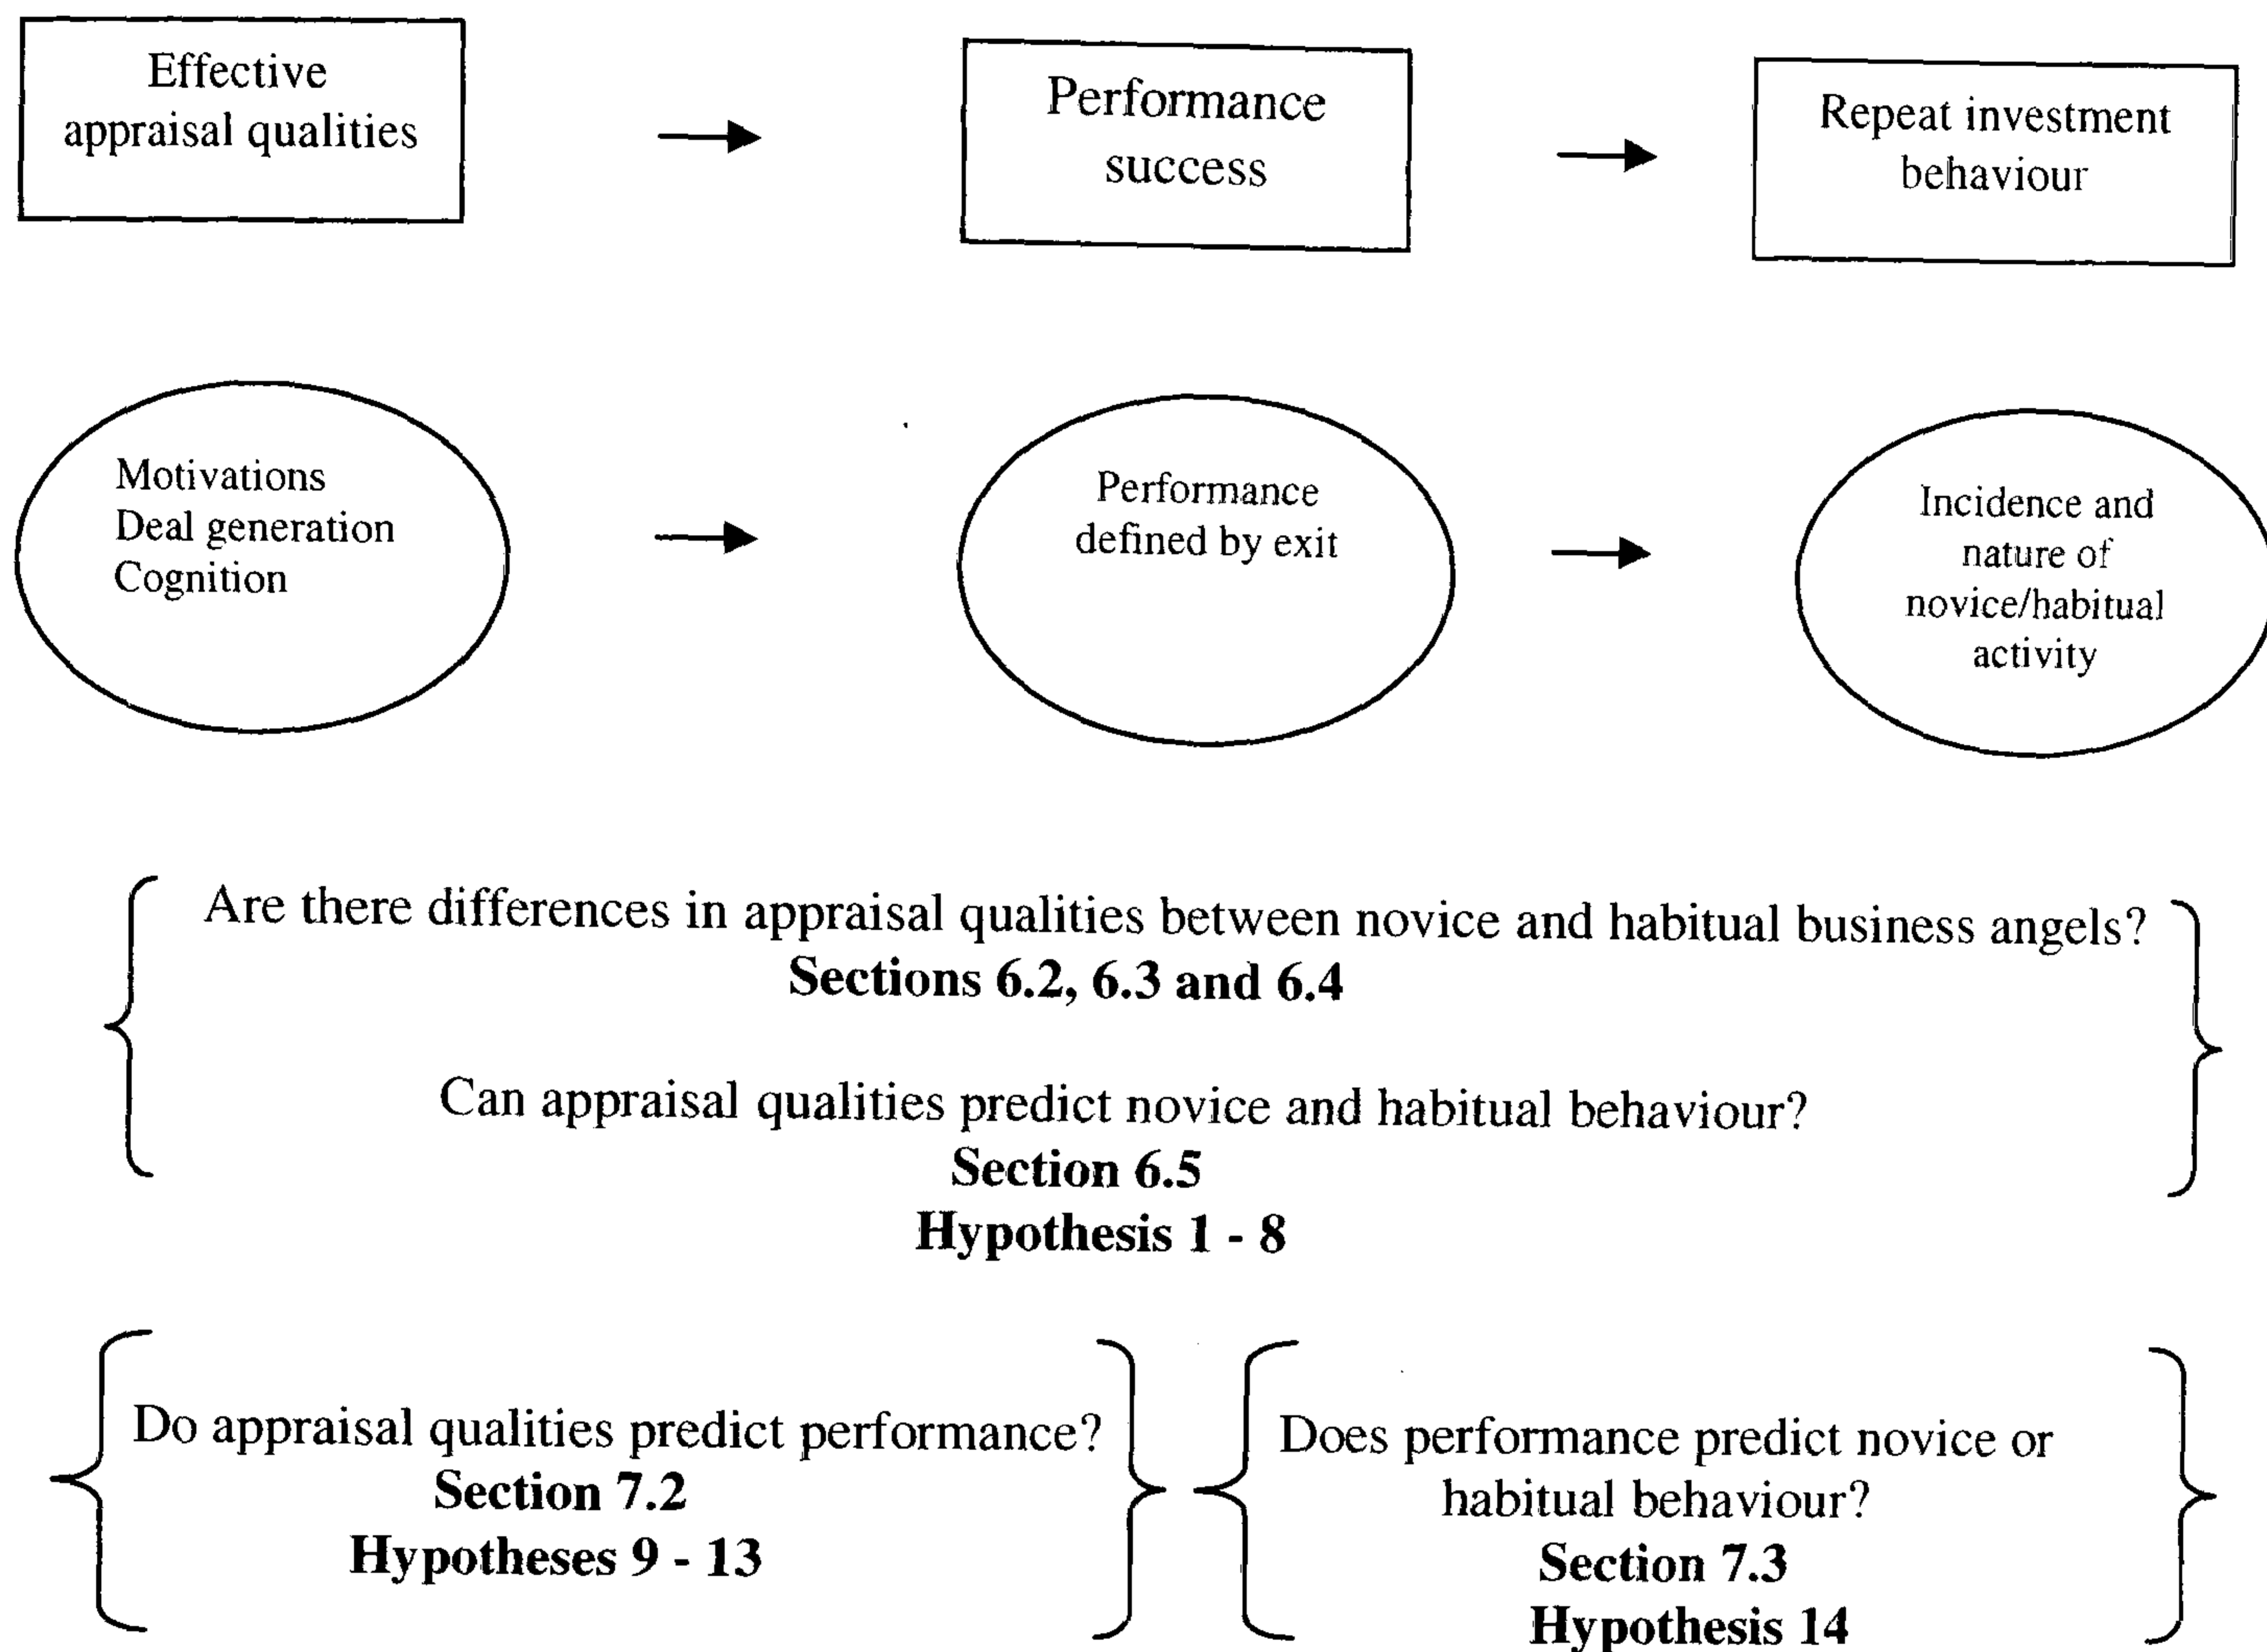 Effective
appraisal qualities
Performance
success
Repeat investment
behaviour
Motivations
Deal generation
Cognition
Performance
defined by exit
Incidence and
nature of
novice/habitual
activity
Are there differences in appraisal qualities between novice and habitual business angels?
Sections 6.2, 6.3 and 6.4
Can appraisal qualities predict novice and habitual behaviour?
Section 6.5
Hypothesis 1 - 8
Do appraisal qualities predict performance?
Section 7.2
Hypotheses 9 - 13
Does performance predict novice or
habitual behaviour?
Section 7.3
Hypothesis 14